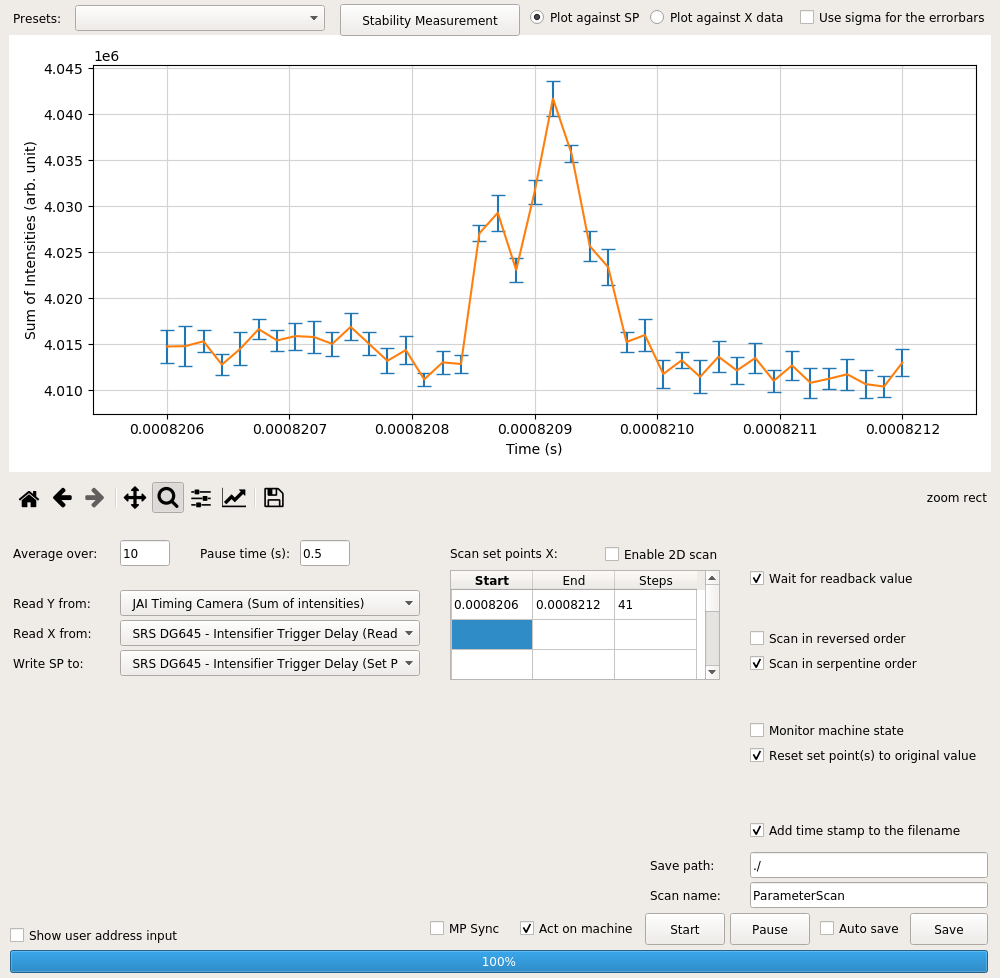 Presets:
Stability Measurement
Plot against SP
Plot against X data
Use sigma for the errorbars
1e6
4.045
4.040
4.035
4.030
4.025
4.020
4.015
4.010
Sum of Intensities (arb. unit)
0.0008206 0.0008207 0.0008208 0.0008209 0.0008210 0.0008211 0.0008212
Time (s)
zoom rect
Average over: 10 Pause time (s): 0.5
Scan set points X:
Enable 2D scan
Start End Steps
0.0008206 0.0008212 41
Read Y from: JAI Timing Camera (Sum of intensities)
Read X from: SRS DG645 - Intensifier Trigger Delay (Read
Write SP to: SRS DG645 - Intensifier Trigger Delay (Set P
Wait for readback value
Scan in reversed order
Scan in serpentine order
Monitor machine state
Reset set point(s) to original value
Add time stamp to the filename
Save path: ./
Scan name: ParameterScan
Show user address input
MP Sync
Act on machine
Start
Pause
Auto save
Save
100%